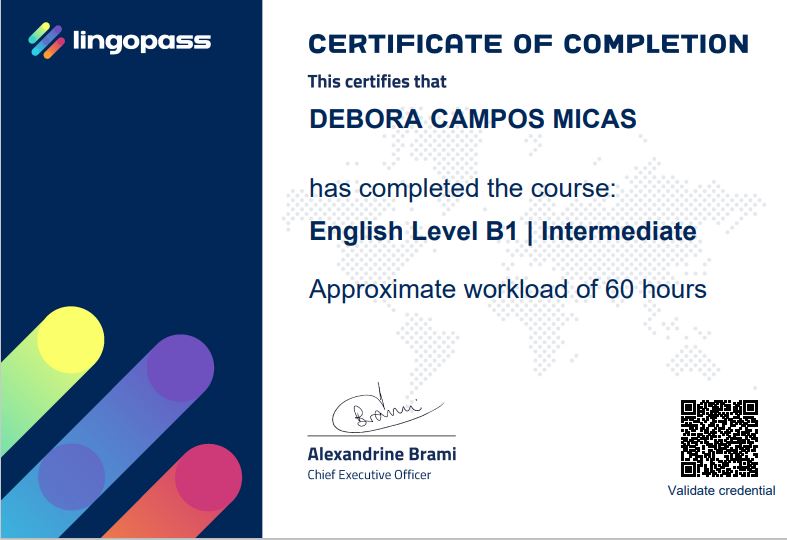 lingopass
CERTIFICATE OF COMPLETION
This certifies that
DEBORA CAMPOS MICAS
has completed the course:
English Level B1 | Intermediate
Approximate workload of 60 hours
Brami
Alexandrine Brami
Chief Executive Officer
Validate credential